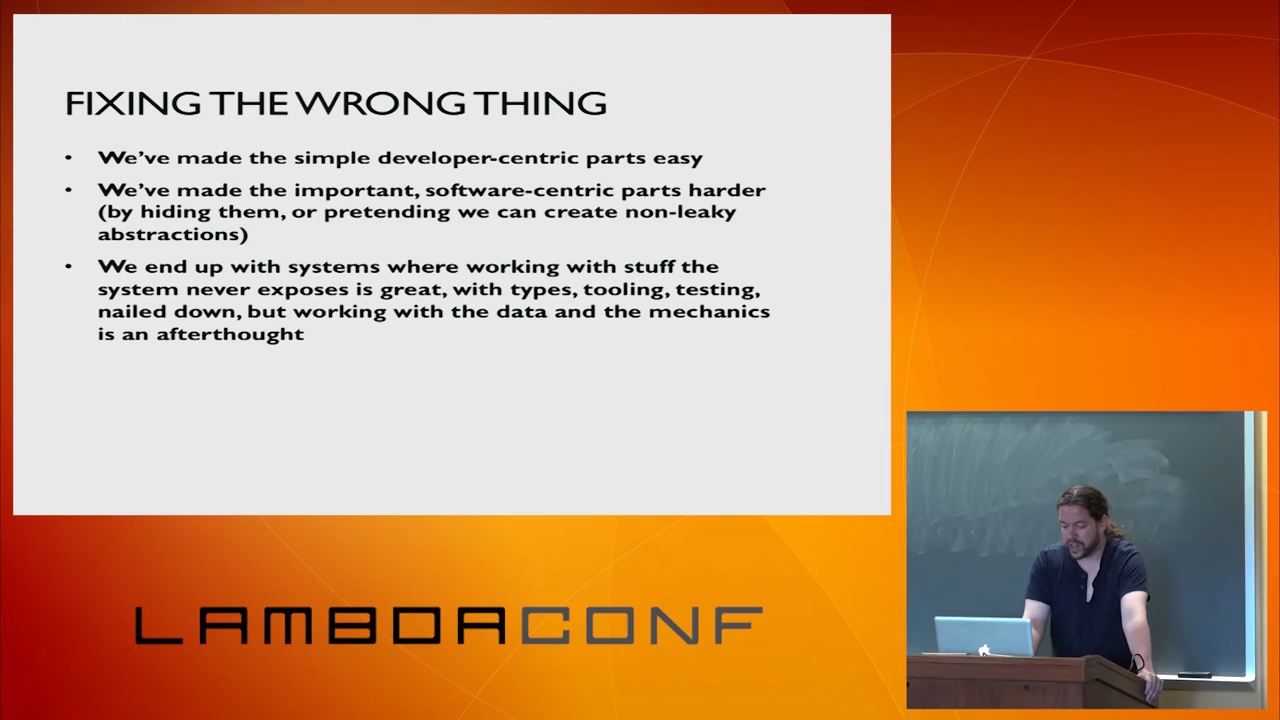 FIXING THE WRONG THING
• We've made the simple developer-centric parts easy
• We've made the important, software-centric parts harder
(by hiding them, or pretending we can create non-leaky
abstractions)
• We end up with systems where working with stuff the
system never exposes is great, with types, tooling, testing,
nailed down, but working with the data and the mechanics
is an afterthought
LAMBDACONF